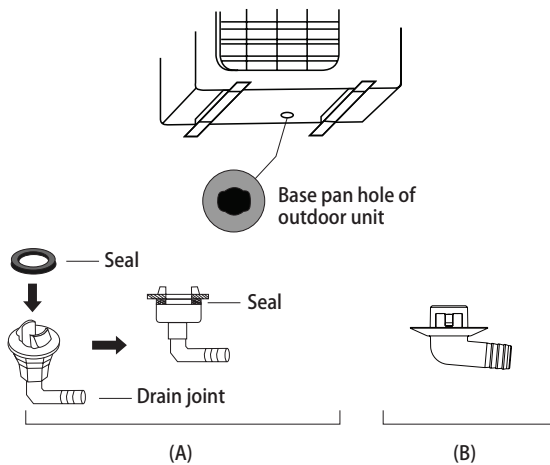 Base pan hole of
outdoor unit
Seal
Seal
Drain joint
(A)
(B)